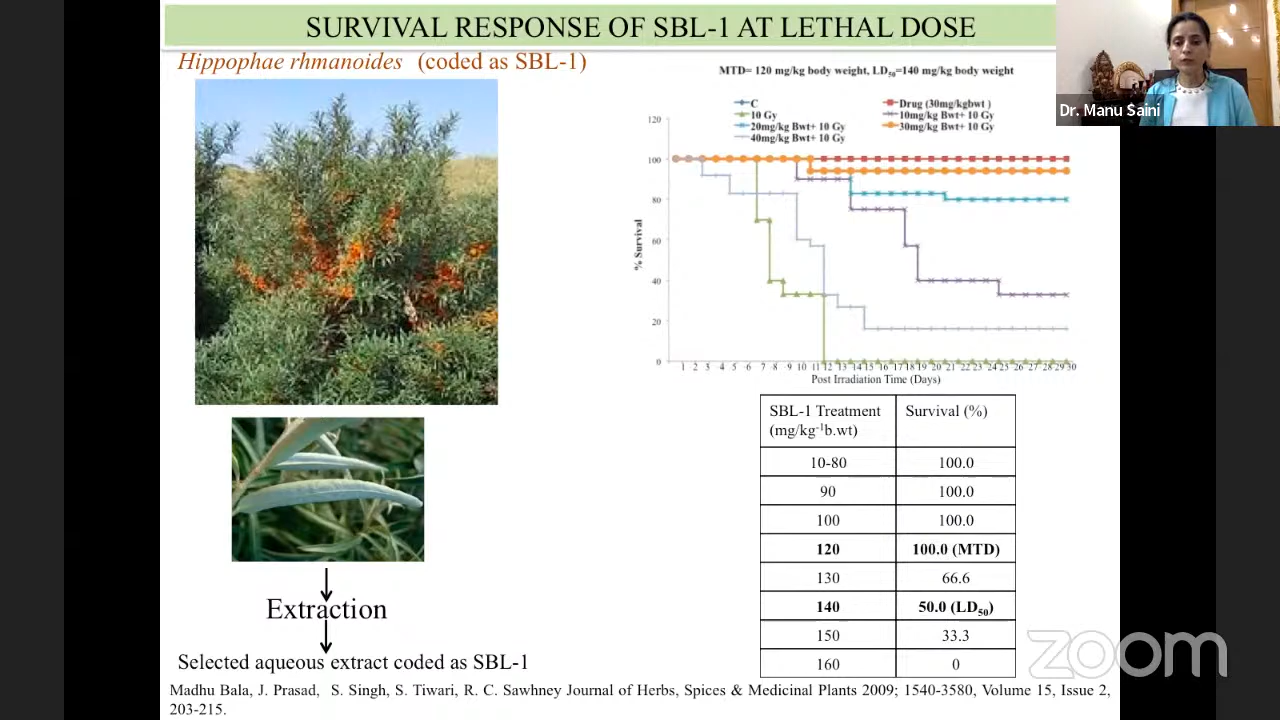 SURVIVAL RESPONSE OF SBL-1 AT LETHAL DOSE
Hippophae rhmanoides (coded as SBL-1)
Dr. Manu Saini
MTD= 120 mg/kg body weight, LD50=140 mg/kg body weight
C
Drug (30mg/kgbwt )
10 Gy
10mg/kg Bwt+ 10 Gy
20mg/kg Bwt+ 10 Gy
30mg/kg Bwt+ 10 Gy
40mg/kg Bwt+ 10 Gy
120
100
80
60
40
20
0
% Survival
1 2 3 4 5 6 7 8 9 10 11 12 13 14 15 16 17 18 19 20 21 22 23 24 25 26 27 28 29 30
Post Irradiation Time (Days)
SBL-1 Treatment Survival (%)
(mg/kg-1b.wt)
10-80 100.0
90 100.0
100 100.0
120 100.0 (MTD)
130 66.6
140 50.0 (LD50)
150 33.3
160 0
Extraction
Selected aqueous extract coded as SBL-1
zoom
Madhu Bala, J. Prasad, S. Singh, S. Tiwari, R. C. Sawhney Journal of Herbs, Spices & Medicinal Plants 2009; 1540-3580, Volume 15, Issue 2,
203-215.